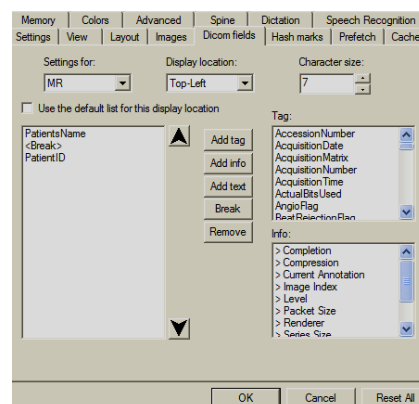 Memory Colors Advanced Spine Dictation Speech Recognition
Settings View Layout Images Dicom fields Hash marks Prefetch Cache
Settings for: Display location: Character size:
MR Top-Left 7
Use the default list for this display location
Tag:
PatientsName
<Break>
PatientID
Add tag
Add info
Add text
Break
Remove
AccessionNumber
AcquisitionDate
AcquisitionMatrix
AcquisitionNumber
AcquisitionTime
ActualBitsUsed
AngioFlag
BeatRejectionFlag
Info:
> Completion
> Compression
> Current Annotation
> Image Index
> Level
> Packet Size
> Renderer
> Series Size
OK Cancel Reset All